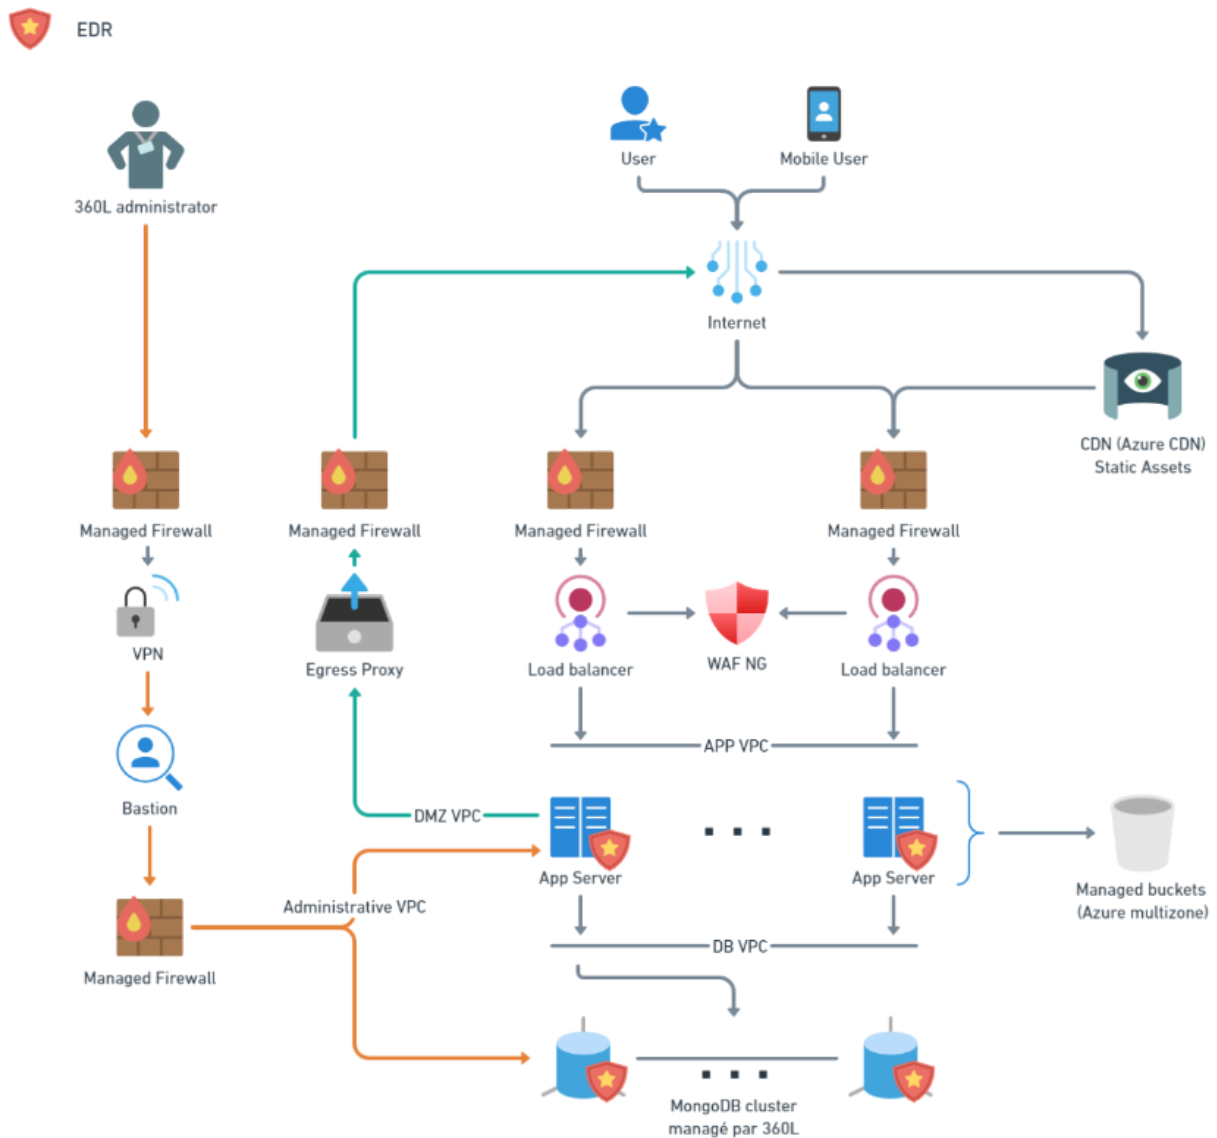 EDR
User
Mobile User
360L administrator
Internet
CDN (Azure CDN)
Static Assets
Managed Firewall
Managed Firewall
Managed Firewall
Managed Firewall
VPN
Egress Proxy
Load balancer
WAF NG
Load balancer
APP VPC
Bastion
DMZ VPC
App Server
App Server
Managed buckets
(Azure multizone)
Administrative VPC
DB VPC
Managed Firewall
MongoDB cluster
managé par 360L